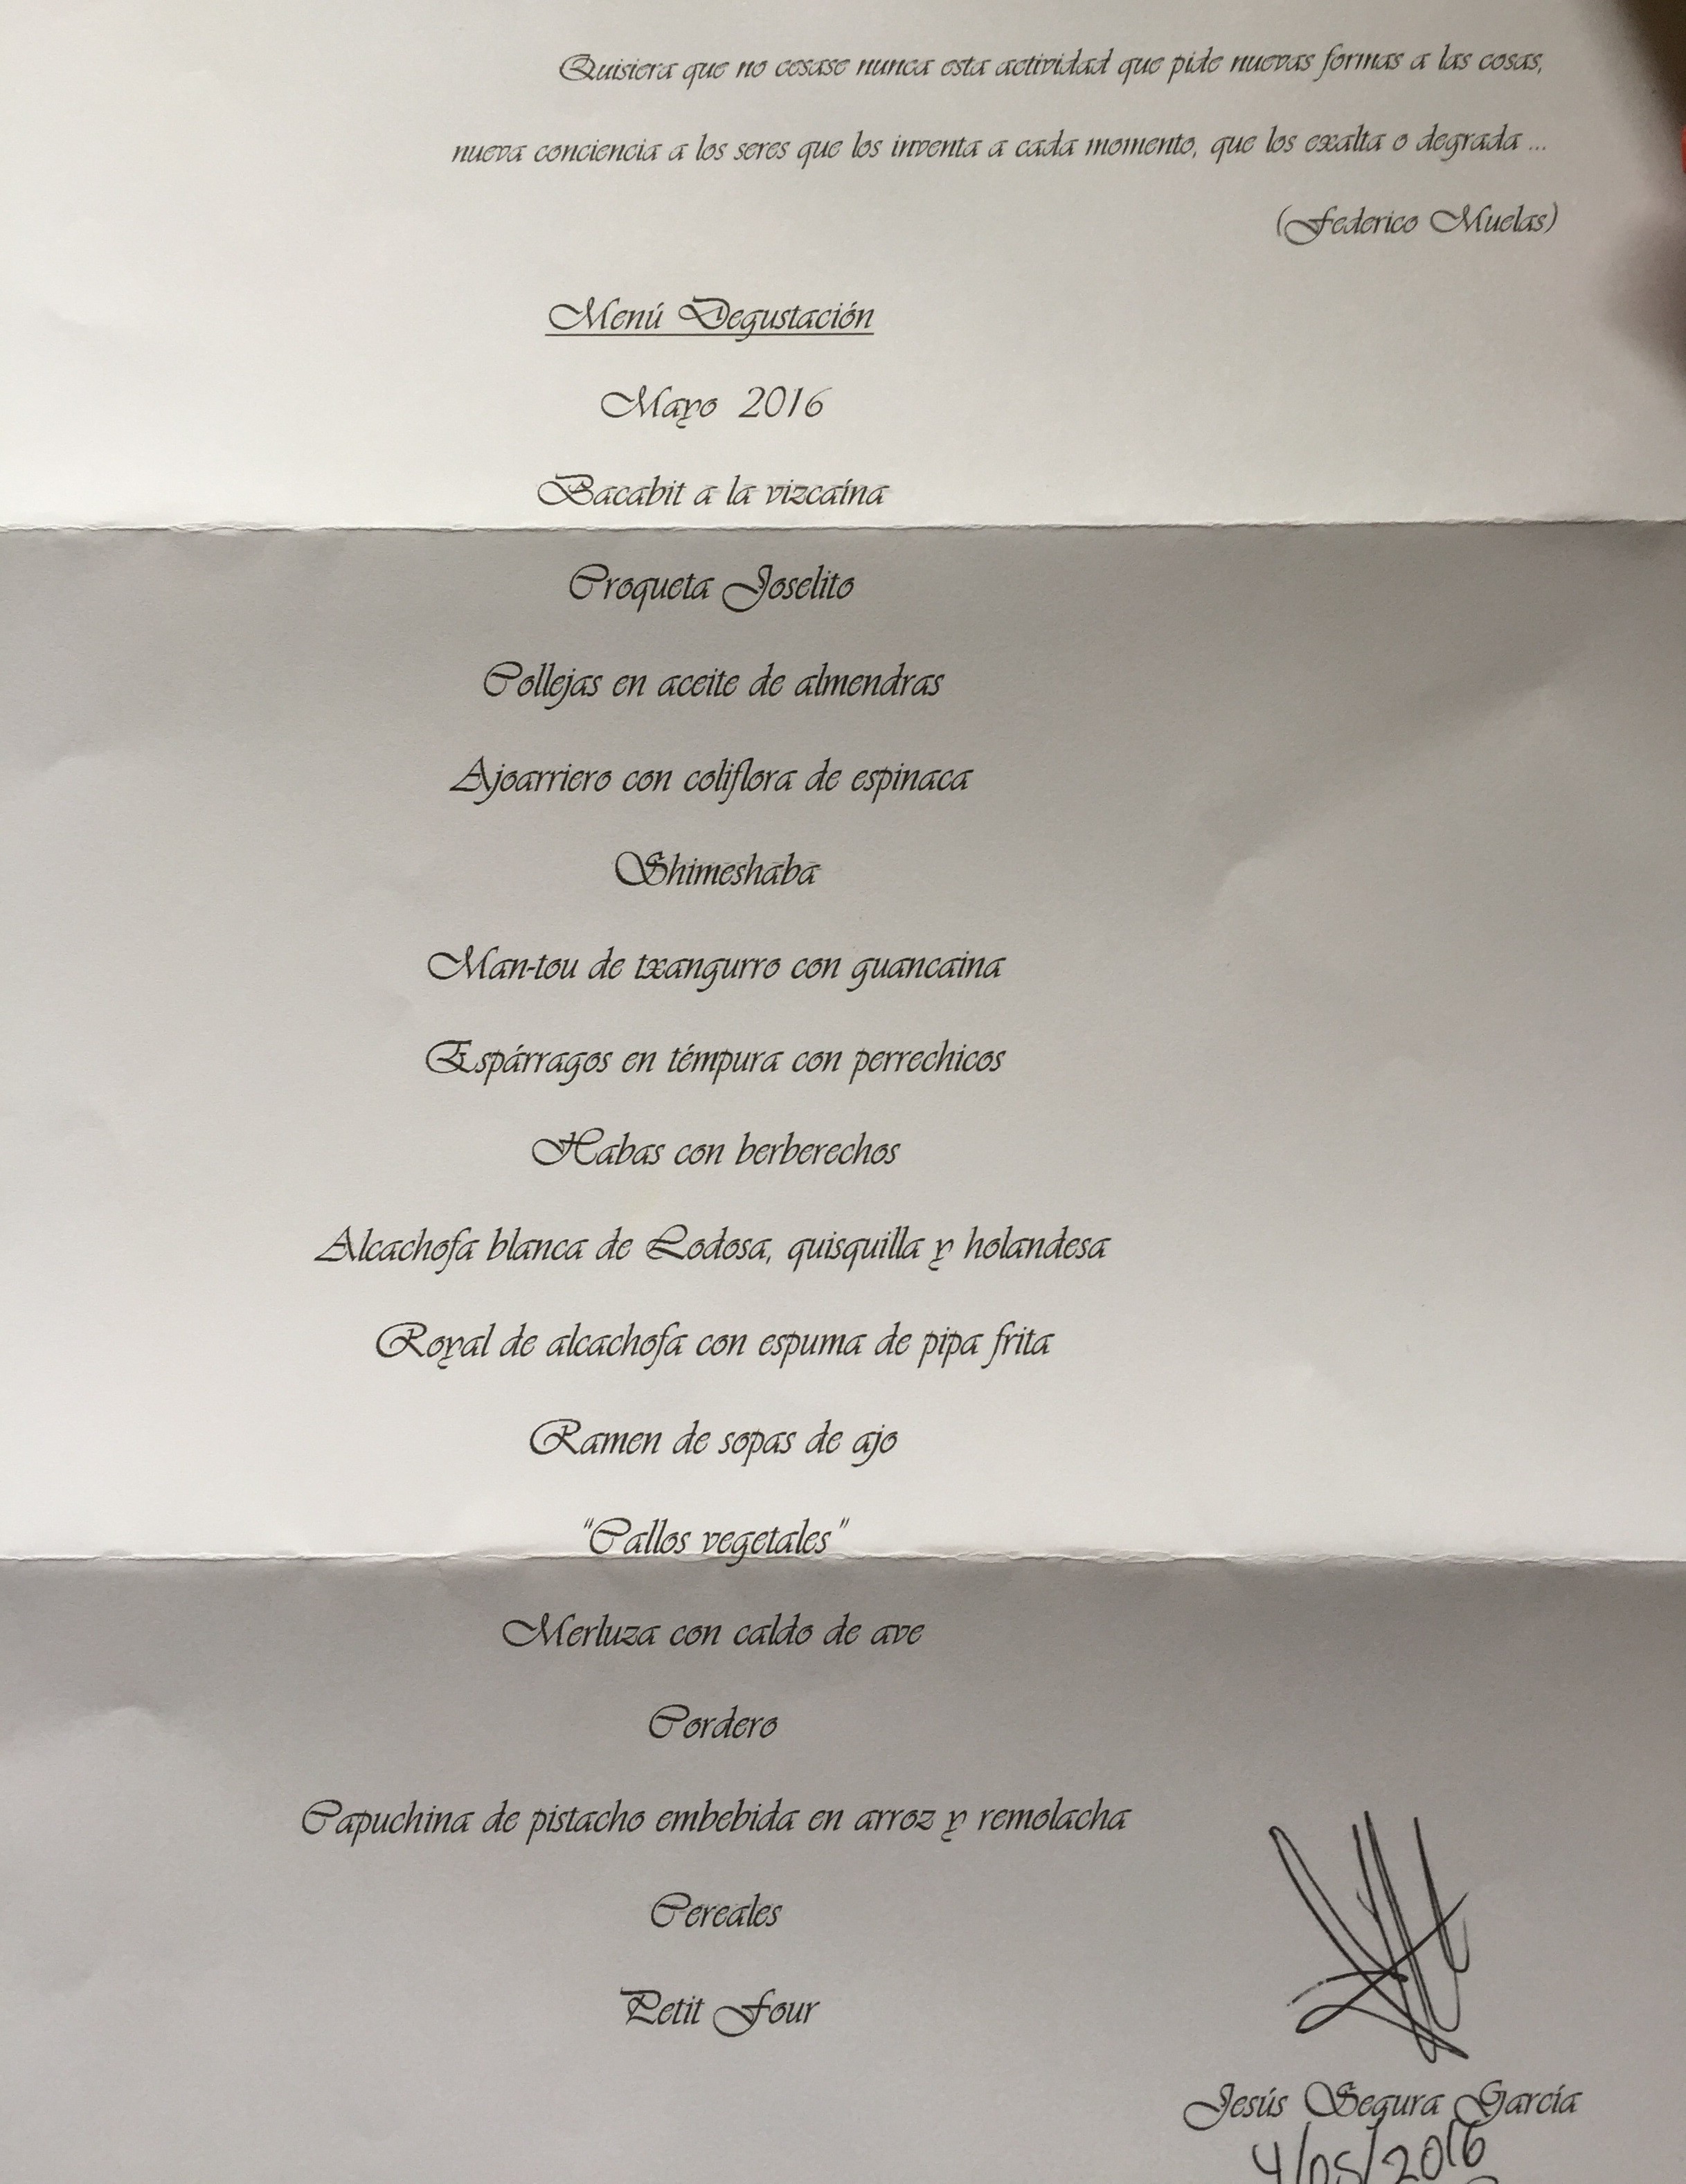 Quisiera que no cesase nunca esta actividad que pide nuevas formas a las cosas,
nueva conciencia a los seres que los inventa a cada momento, que los exalta o degrada ...
(Federico Muelas)
Menú Degustación
Mayo 2016
Bacabit a la vizcaína
Croqueta Joselito
Collejas en aceite de almendras
Ajoarriero con coliflora de espinaca
Shimeshaba
Man-tou de txangurro con guancaina
Espárragos en témpura con perrechicos
Habas con berberechos
Alcachofa blanca de Lodosa, quisquilla y holandesa
Royal de alcachofa con espuma de pipa frita
Ramen de sopas de ajo
"Callos vegetales"
Merluza con caldo de ave
Cordero
Capuchina de pistacho embebida en arroz y remolacha
Cereales
Petit Four
Jesús Segura García
4/05/2016